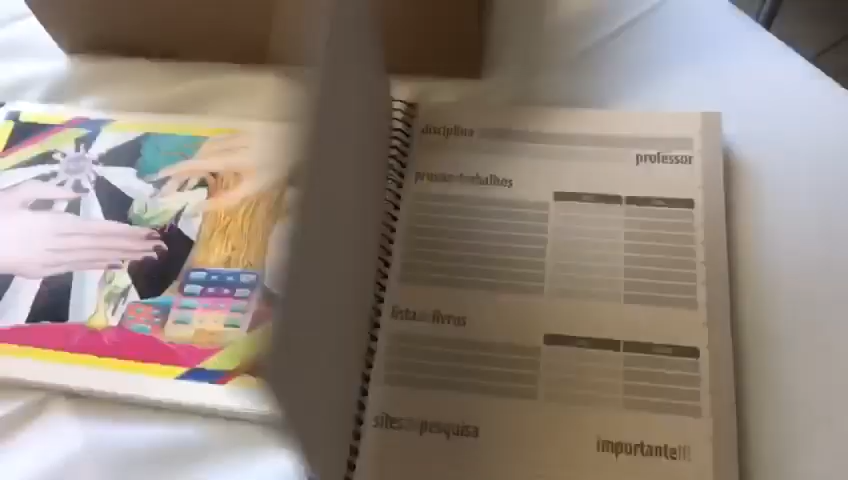 disciplina
professor
provas e trabalhos
lista de livros
sites de pesquisa
importante!!!